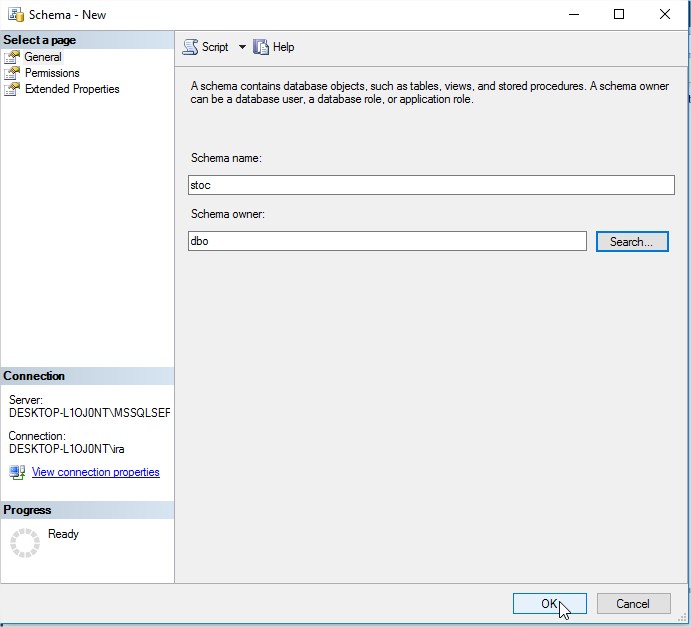 Schema - New
Select a page
General
Permissions
Extended Properties
Script
Help
A schema contains database objects, such as tables, views, and stored procedures. A schema owner
can be a database user, a database role, or application role.
Schema name:
stoc
Schema owner:
dbo
Search...
Connection
Server:
DESKTOP-L1OJ0NT\MSSQLSEF
Connection:
DESKTOP-L1OJ0NT\ira
View connection properties
Progress
Ready
OK
Cancel